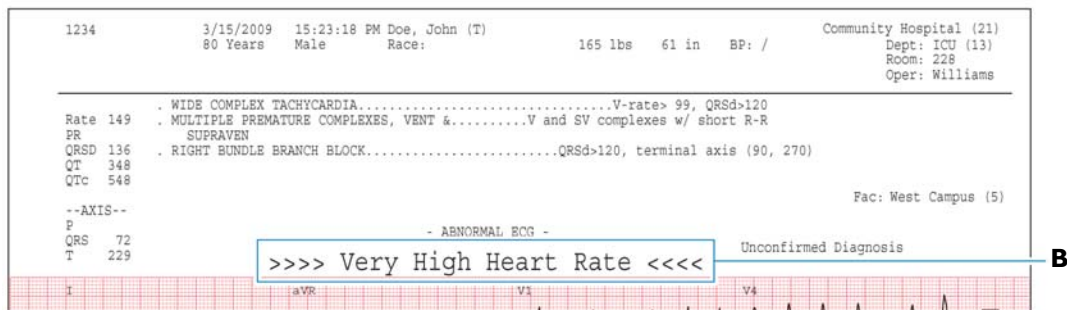 1234 3/15/2009 15:23:18 PM Doe, John (T) Community Hospital (21)
80 Years Male Race: 165 lbs 61 in BP: / Dept: ICU (13)
Room: 228
Oper: Williams
. WIDE COMPLEX TACHYCARDIA..................................V-rate> 99, QRSd>120
Rate 149 . MULTIPLE PREMATURE COMPLEXES, VENT &..........V and SV complexes w/ short R-R
PR SUPRAVEN
QRSD 136 . RIGHT BUNDLE BRANCH BLOCK.........................QRSd>120, terminal axis (90, 270)
QT 348
QTc 548
Fac: West Campus (5)
--AXIS--
P
QRS 72 - ABNORMAL ECG -
T 229 Unconfirmed Diagnosis
>>>> Very High Heart Rate <<<< B
I aVR V1 V4